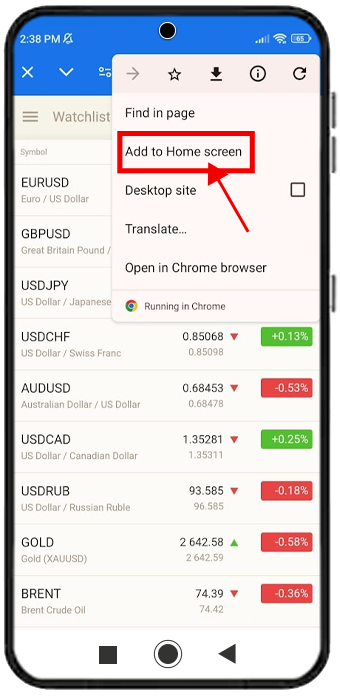 2:38 PM
65
Find in page
Watchlist
Add to Home screen
Symbol
Desktop site
EURUSD
Euro / US Dollar
Translate...
GBPUSD
Great Britain Pound /
Open in Chrome browser
USDJPY
US Dollar / Japanese
Running in Chrome
USDCHF 0.85068 +0.13%
US Dollar / Swiss Franc 0.85098
AUDUSD 0.68453 -0.53%
Australian Dollar / US Dollar 0.68478
USDCAD 1.35281 +0.25%
US Dollar / Canadian Dollar 1.35311
USDRUB 93.585 -0.18%
US Dollar / Russian Ruble 96.585
GOLD 2 642.58 -0.58%
Gold (XAUUSD) 2 642.59
BRENT 74.39 -0.36%
Brent Crude Oil 74.42